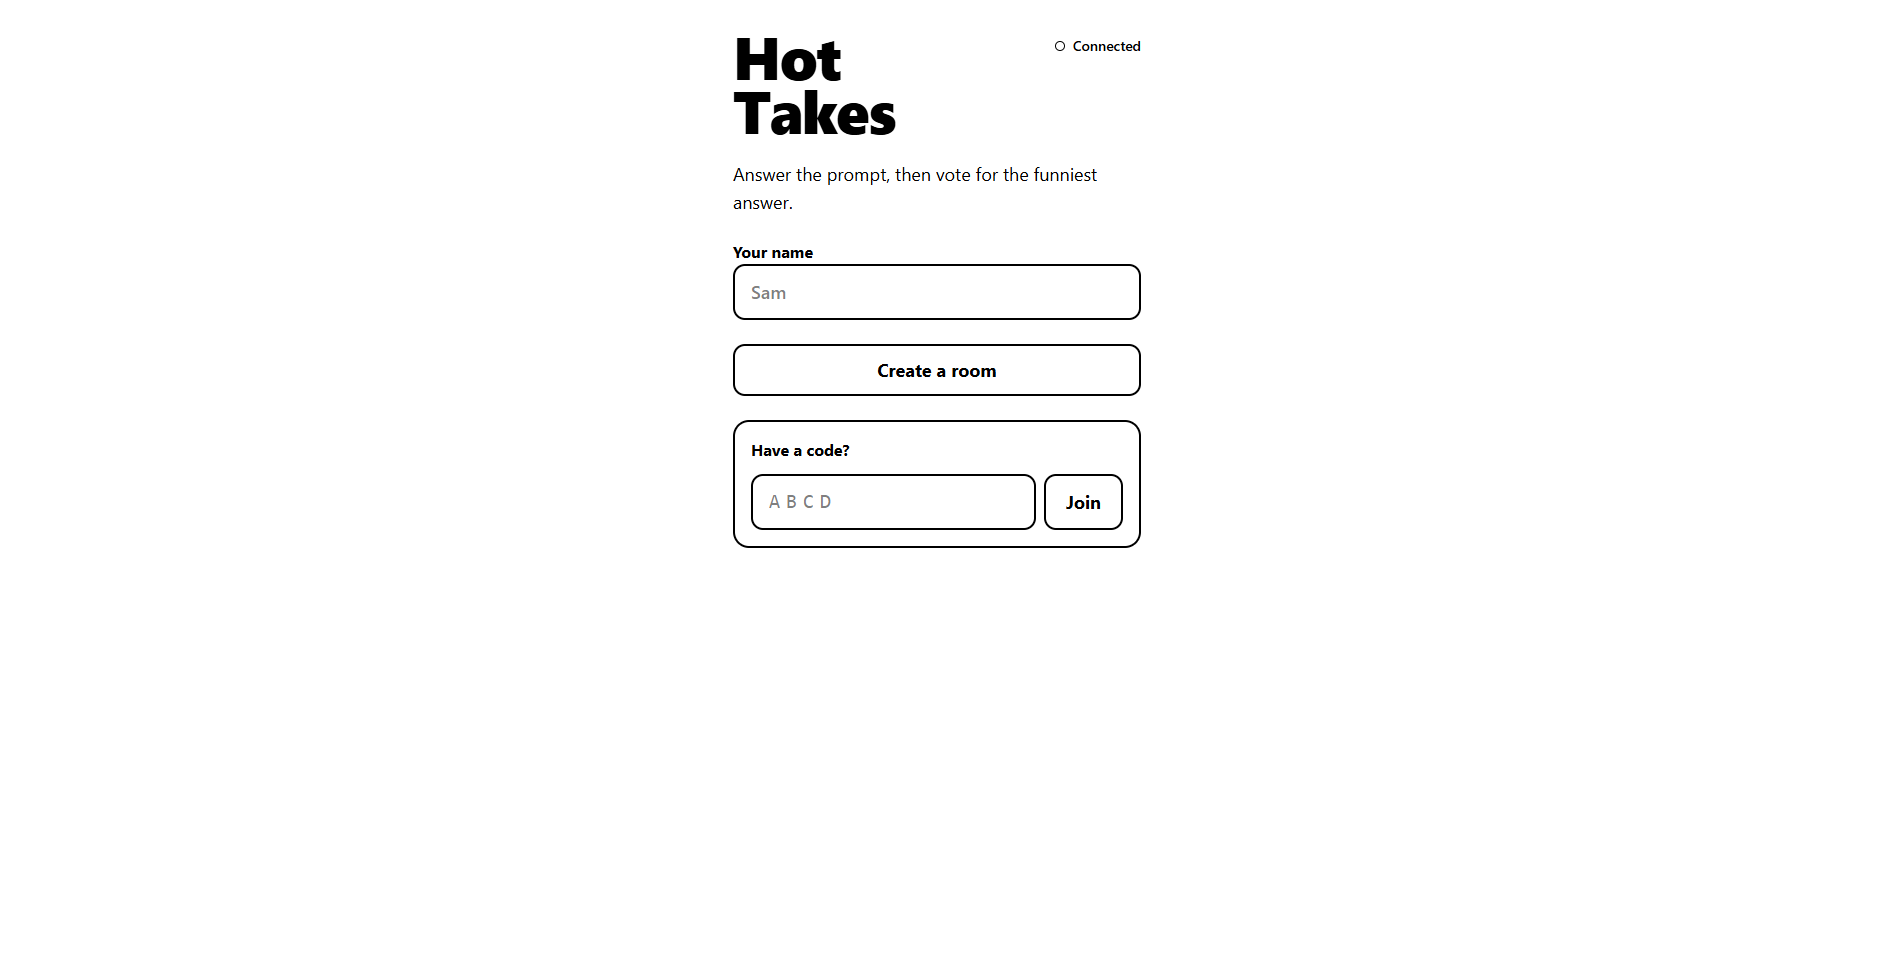 Hot
Takes
Connected
Answer the prompt, then vote for the funniest
answer.
Your name
Sam
Create a room
Have a code?
A B C D
Join